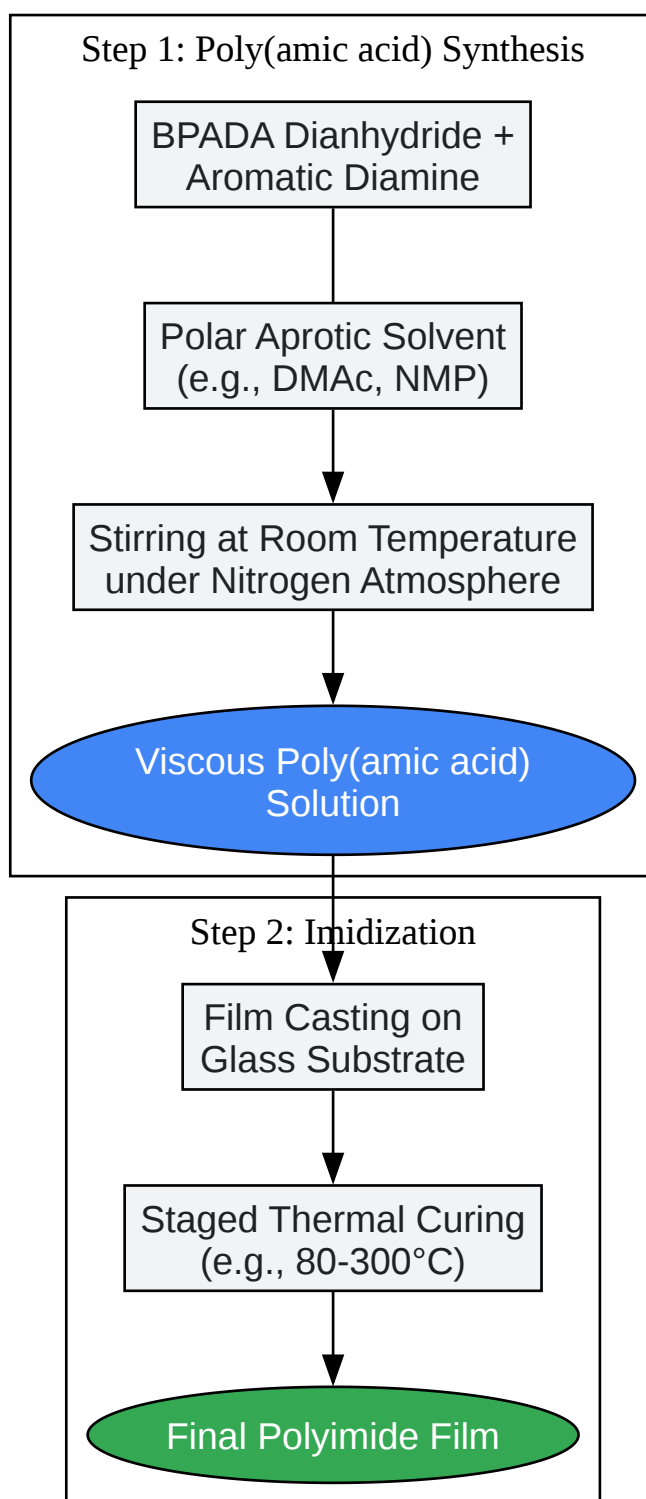 Step 1: Poly(amic acid) Synthesis
BPADA Dianhydride +
Aromatic Diamine
Polar Aprotic Solvent
(e.g., DMAc, NMP)
Stirring at Room Temperature
under Nitrogen Atmosphere
Viscous Poly(amic acid)
Solution
Step 2: Imidization
Film Casting on
Glass Substrate
Staged Thermal Curing
(e.g., 80-300°C)
Final Polyimide Film